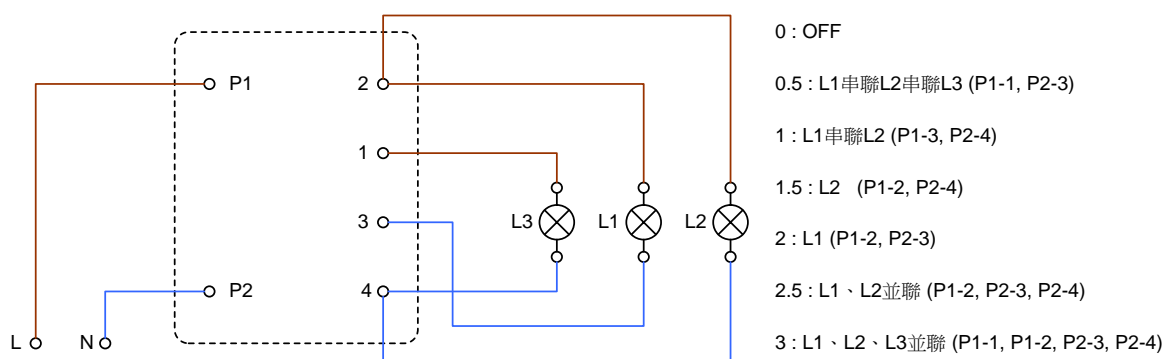 P1
2
1
3
P2
4
L
N
L3
L1
L2
0 : OFF
0.5 : L1串聯L2串聯L3 (P1-1, P2-3)
1 : L1串聯L2 (P1-3, P2-4)
1.5 : L2 (P1-2, P2-4)
2 : L1 (P1-2, P2-3)
2.5 : L1、L2並聯 (P1-2, P2-3, P2-4)
3 : L1、L2、L3並聯 (P1-1, P1-2, P2-3, P2-4)